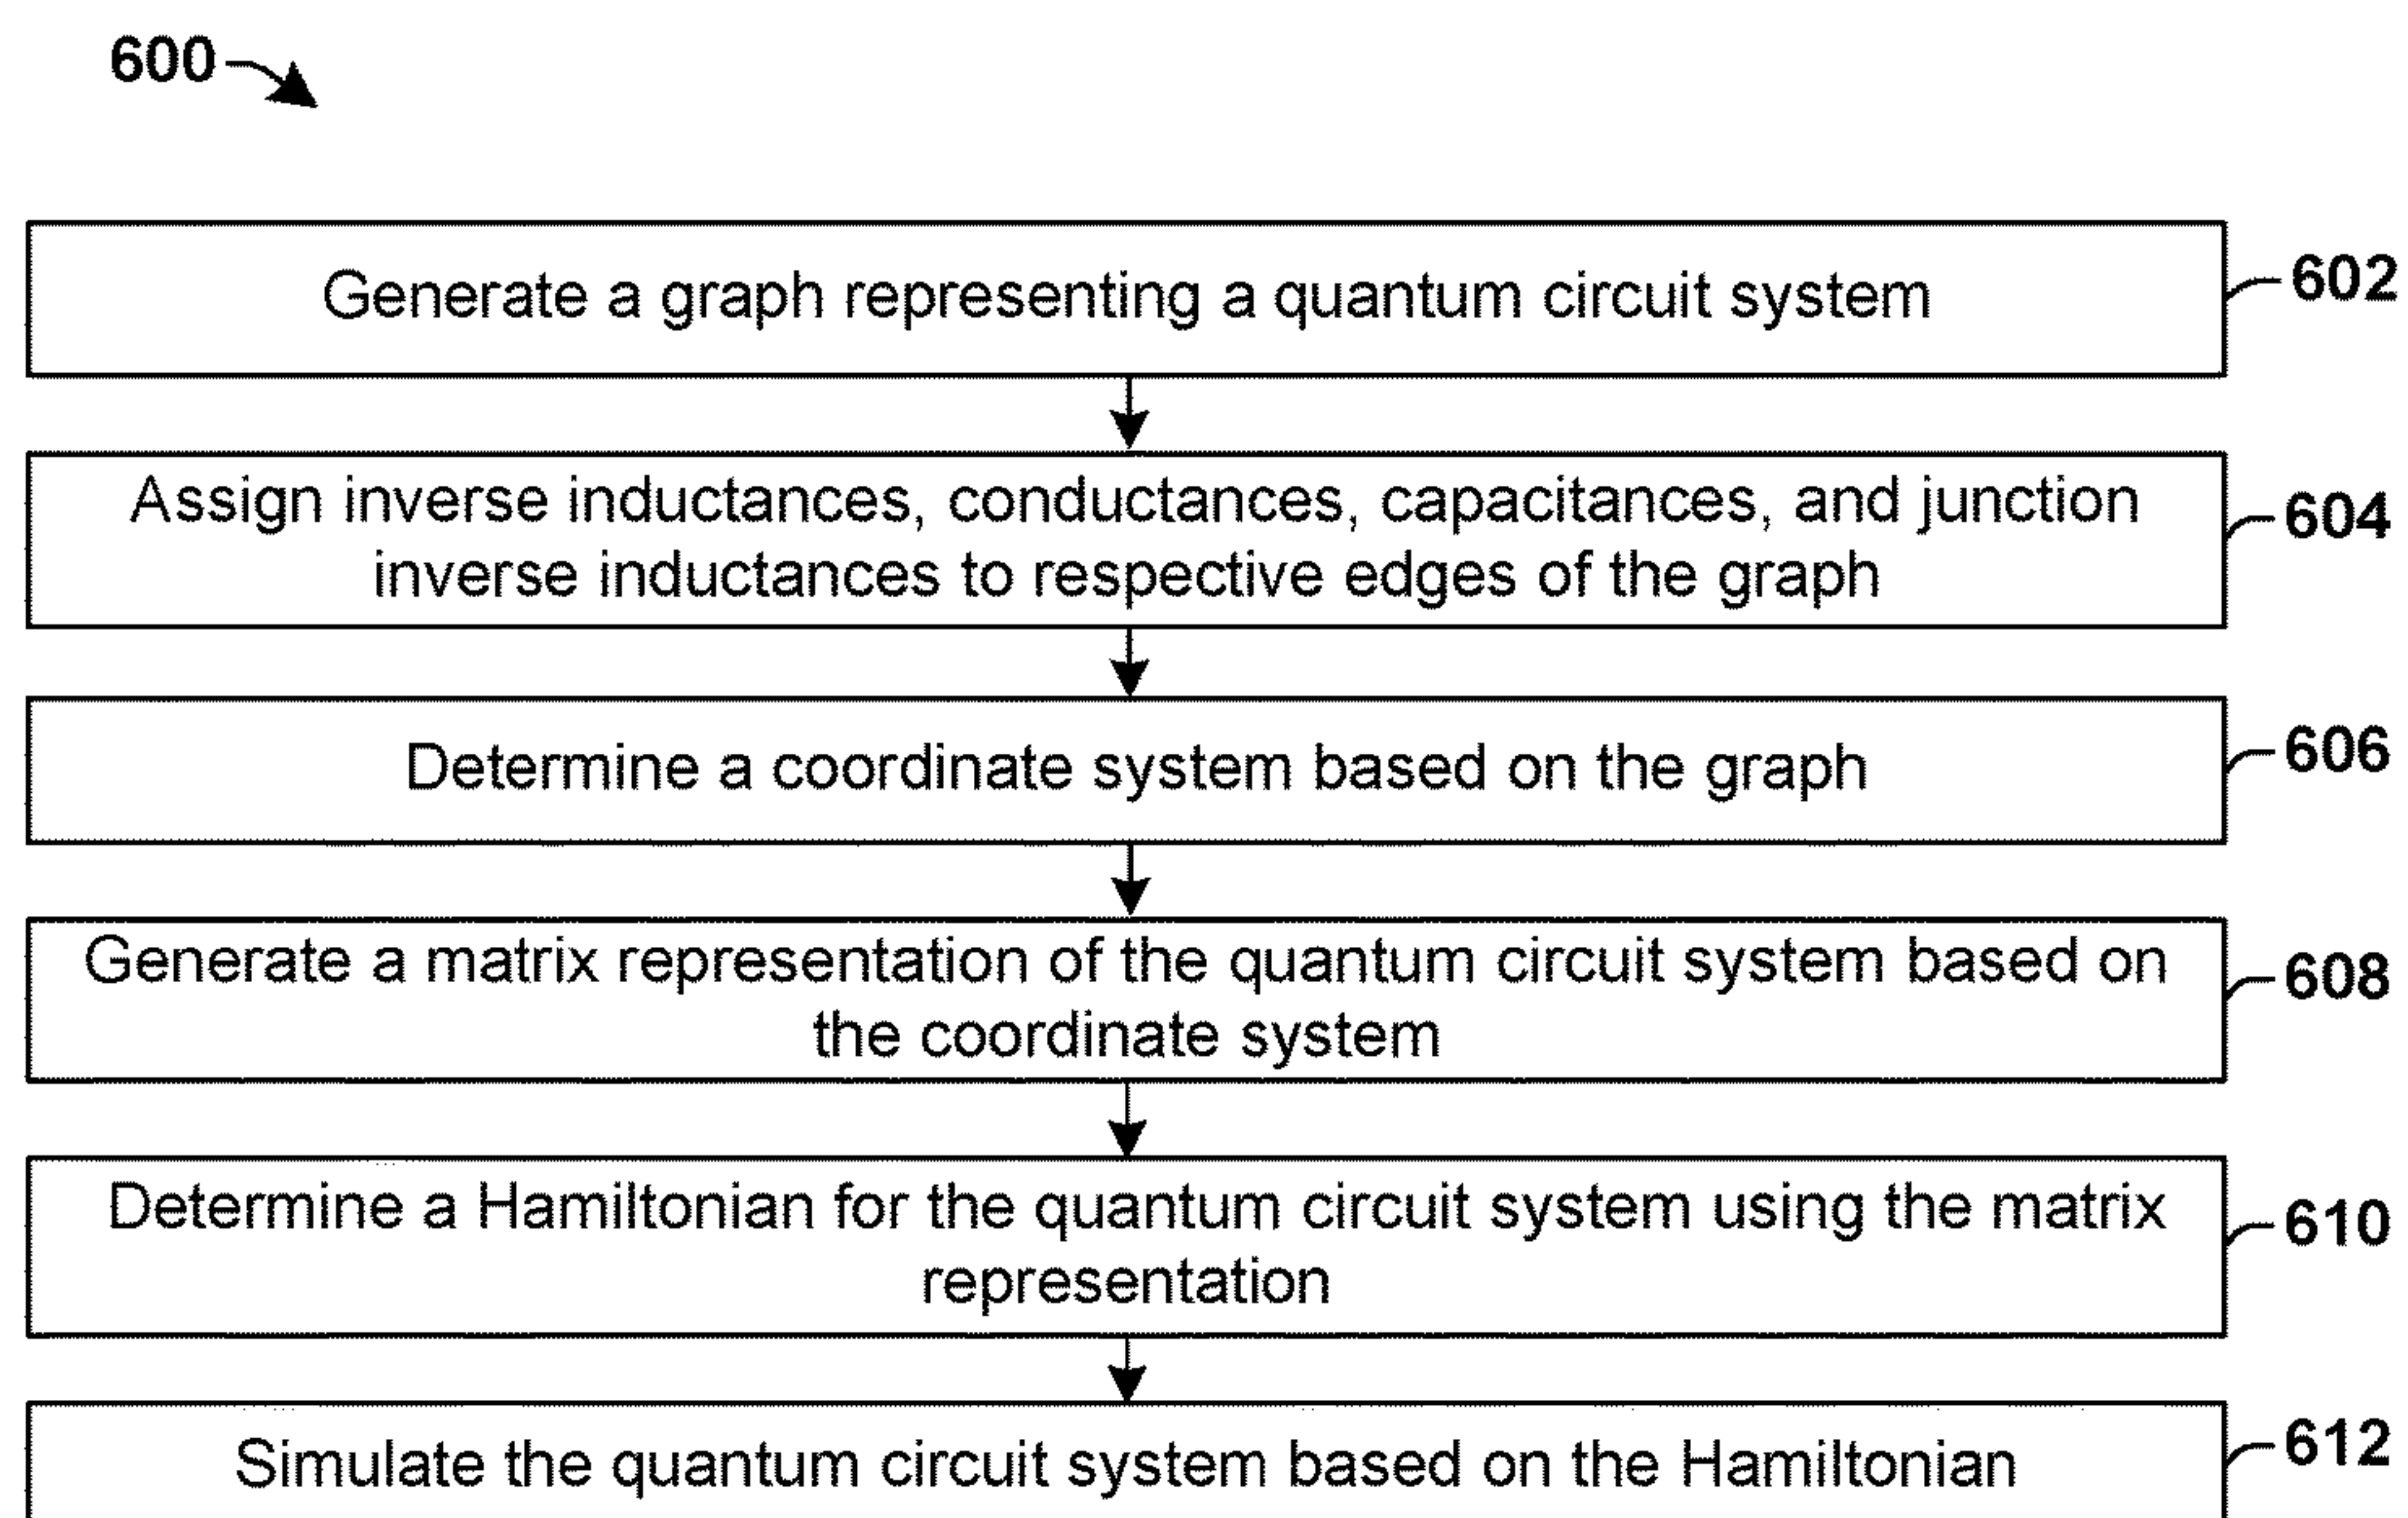 600
Generate a graph representing a quantum circuit system
602
Assign inverse inductances, conductances, capacitances, and junction
inverse inductances to respective edges of the graph
604
Determine a coordinate system based on the graph
606
Generate a matrix representation of the quantum circuit system based on
the coordinate system
608
Determine a Hamiltonian for the quantum circuit system using the matrix
representation
610
Simulate the quantum circuit system based on the Hamiltonian
612